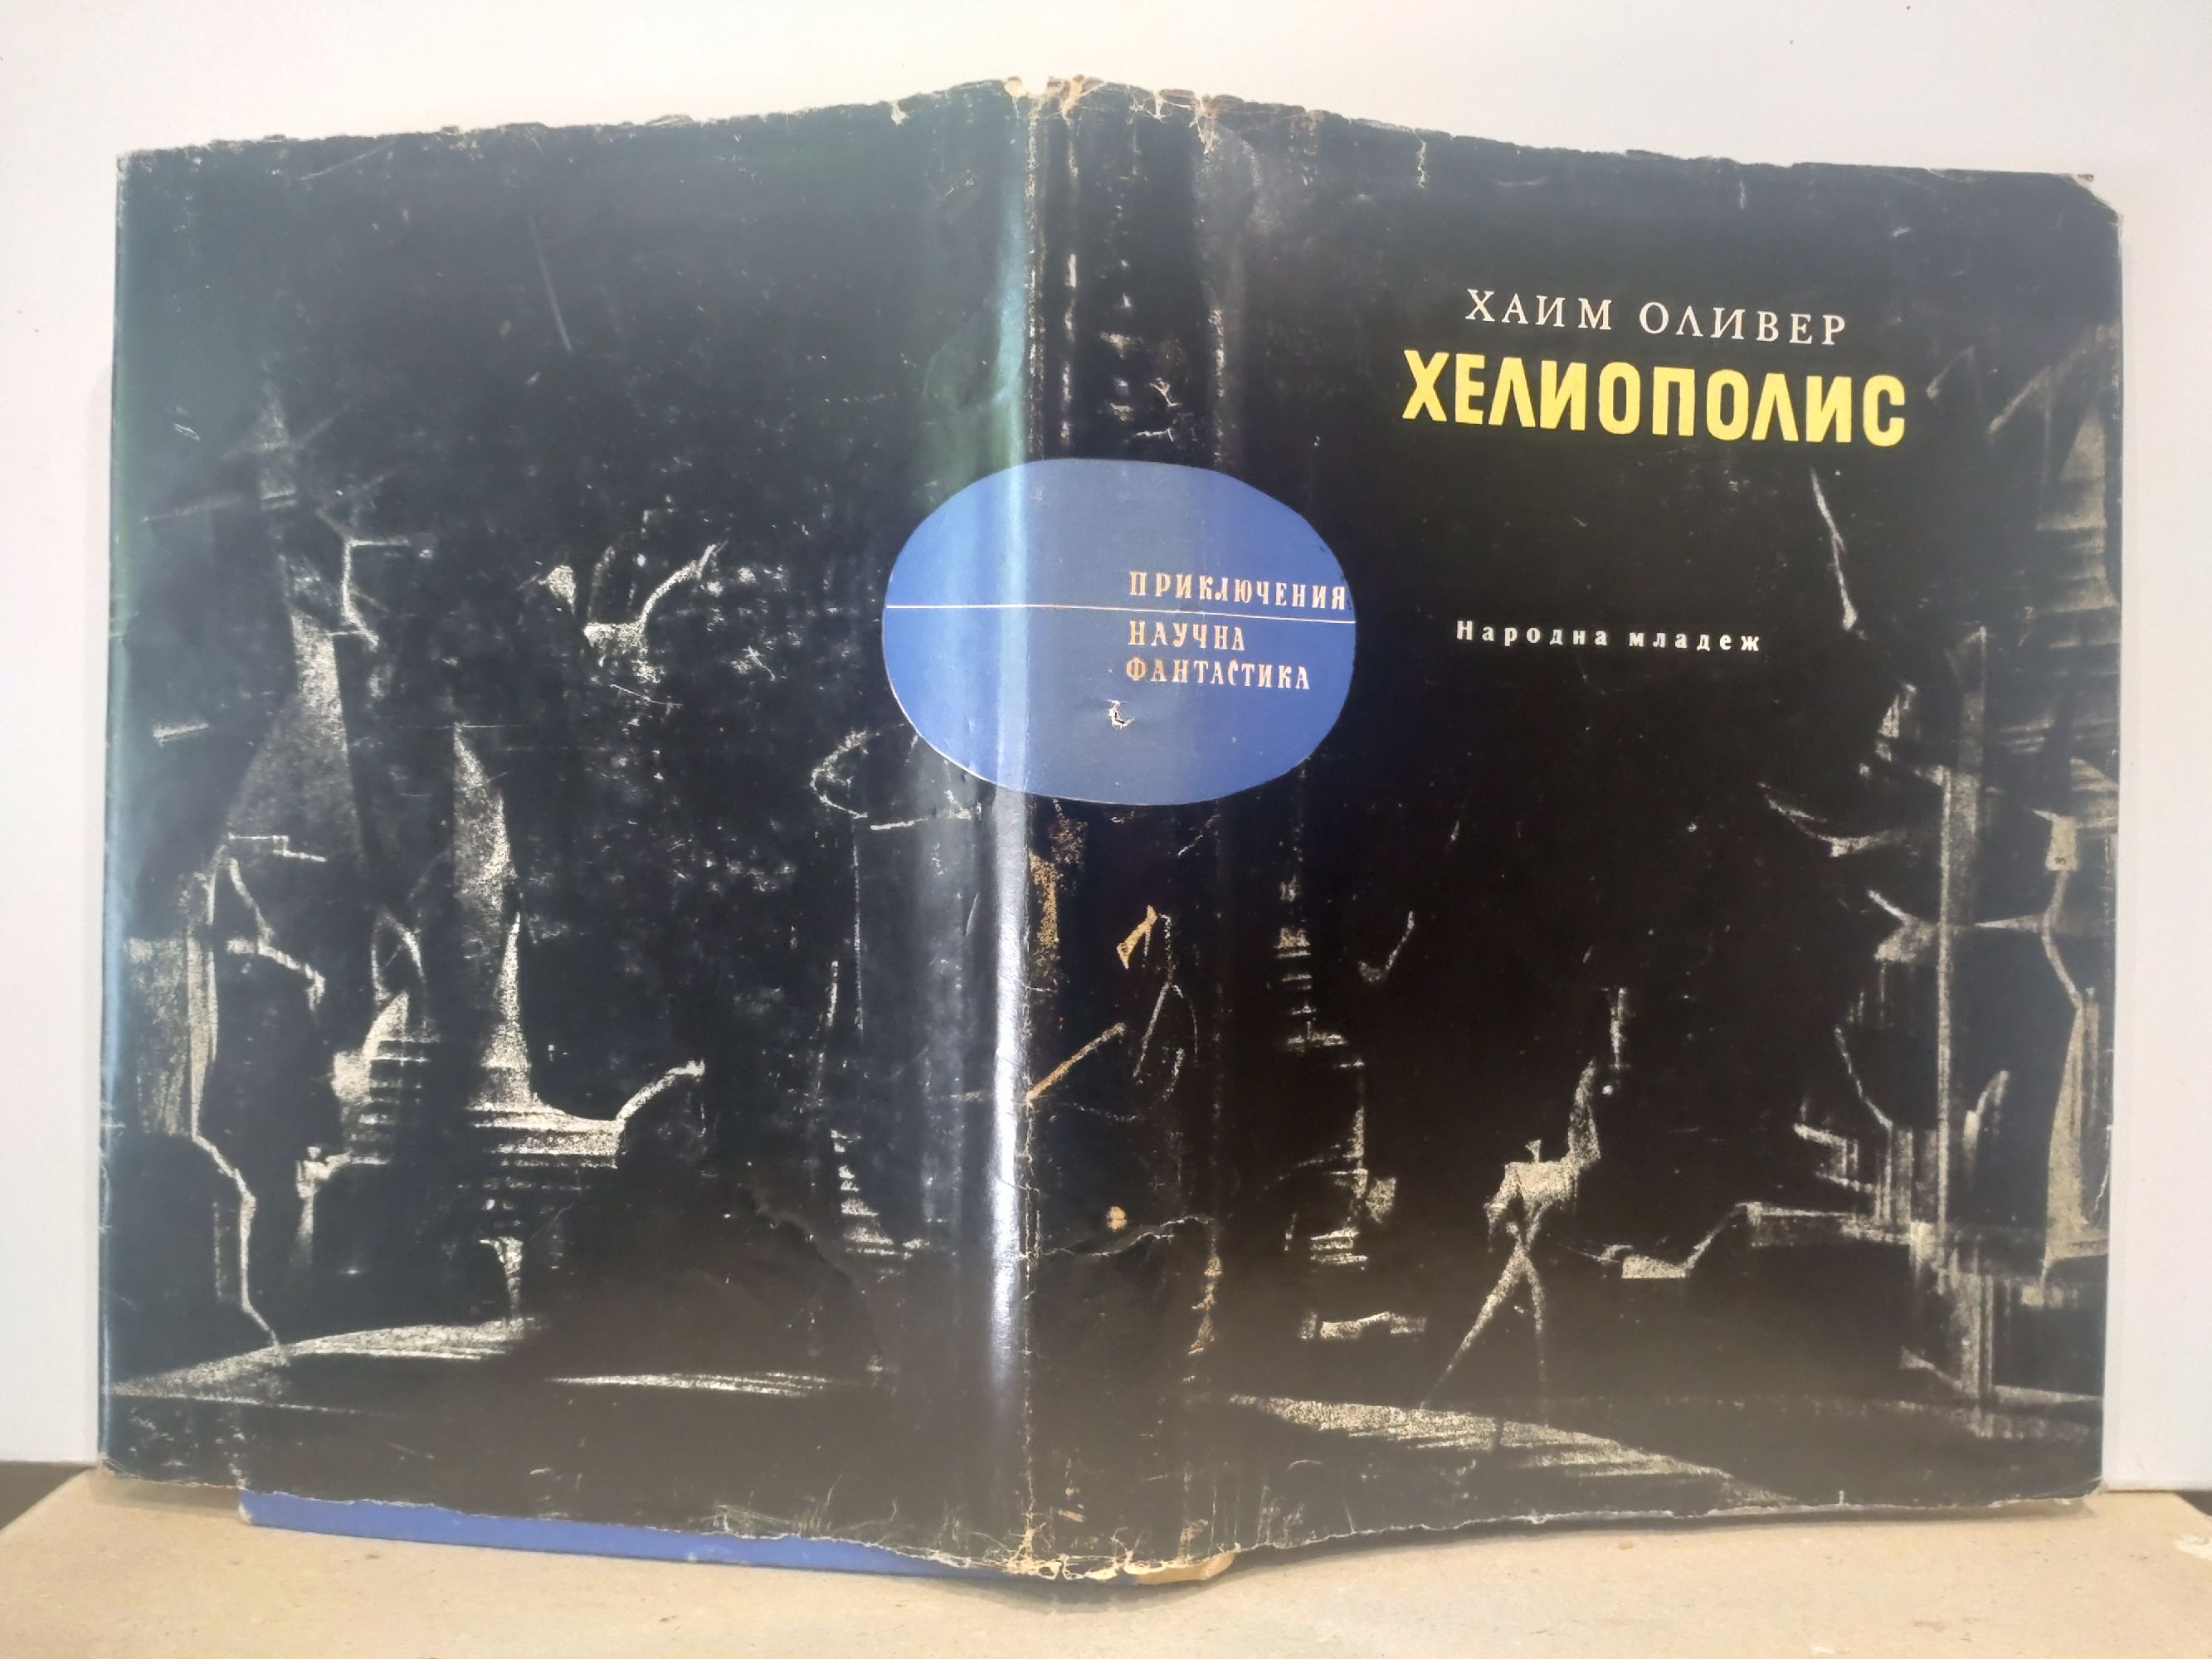 ХАИМ ОЛИВЕР
ХЕЛИОПОЛИС
ПРИКЛЮЧЕНИЯ
НАУЧНА
ФАНТАСТИКА
Народна младеж